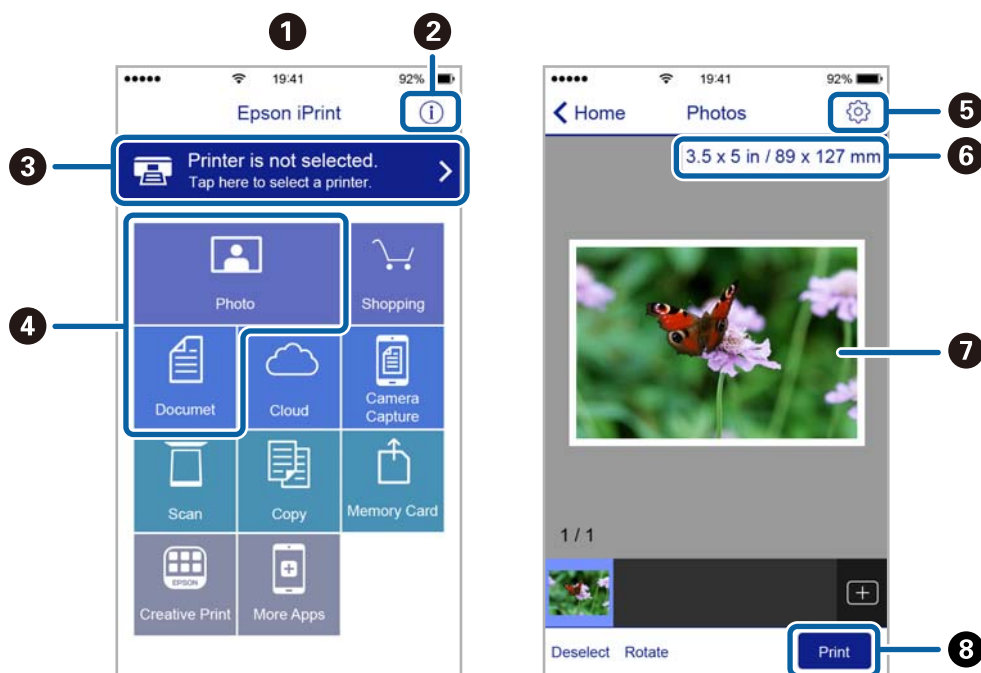 1
2
19:41
92%
Epson iPrint
3
Printer is not selected.
Tap here to select a printer.
4
Photo
Shopping
Documet
Cloud
Camera
Capture
Scan
Copy
Memory Card
EPSON
Creative Print
More Apps
19:41
92%
Home
Photos
5
3.5 x 5 in / 89 x 127 mm
6
7
1 / 1
Deselect
Rotate
Print
8